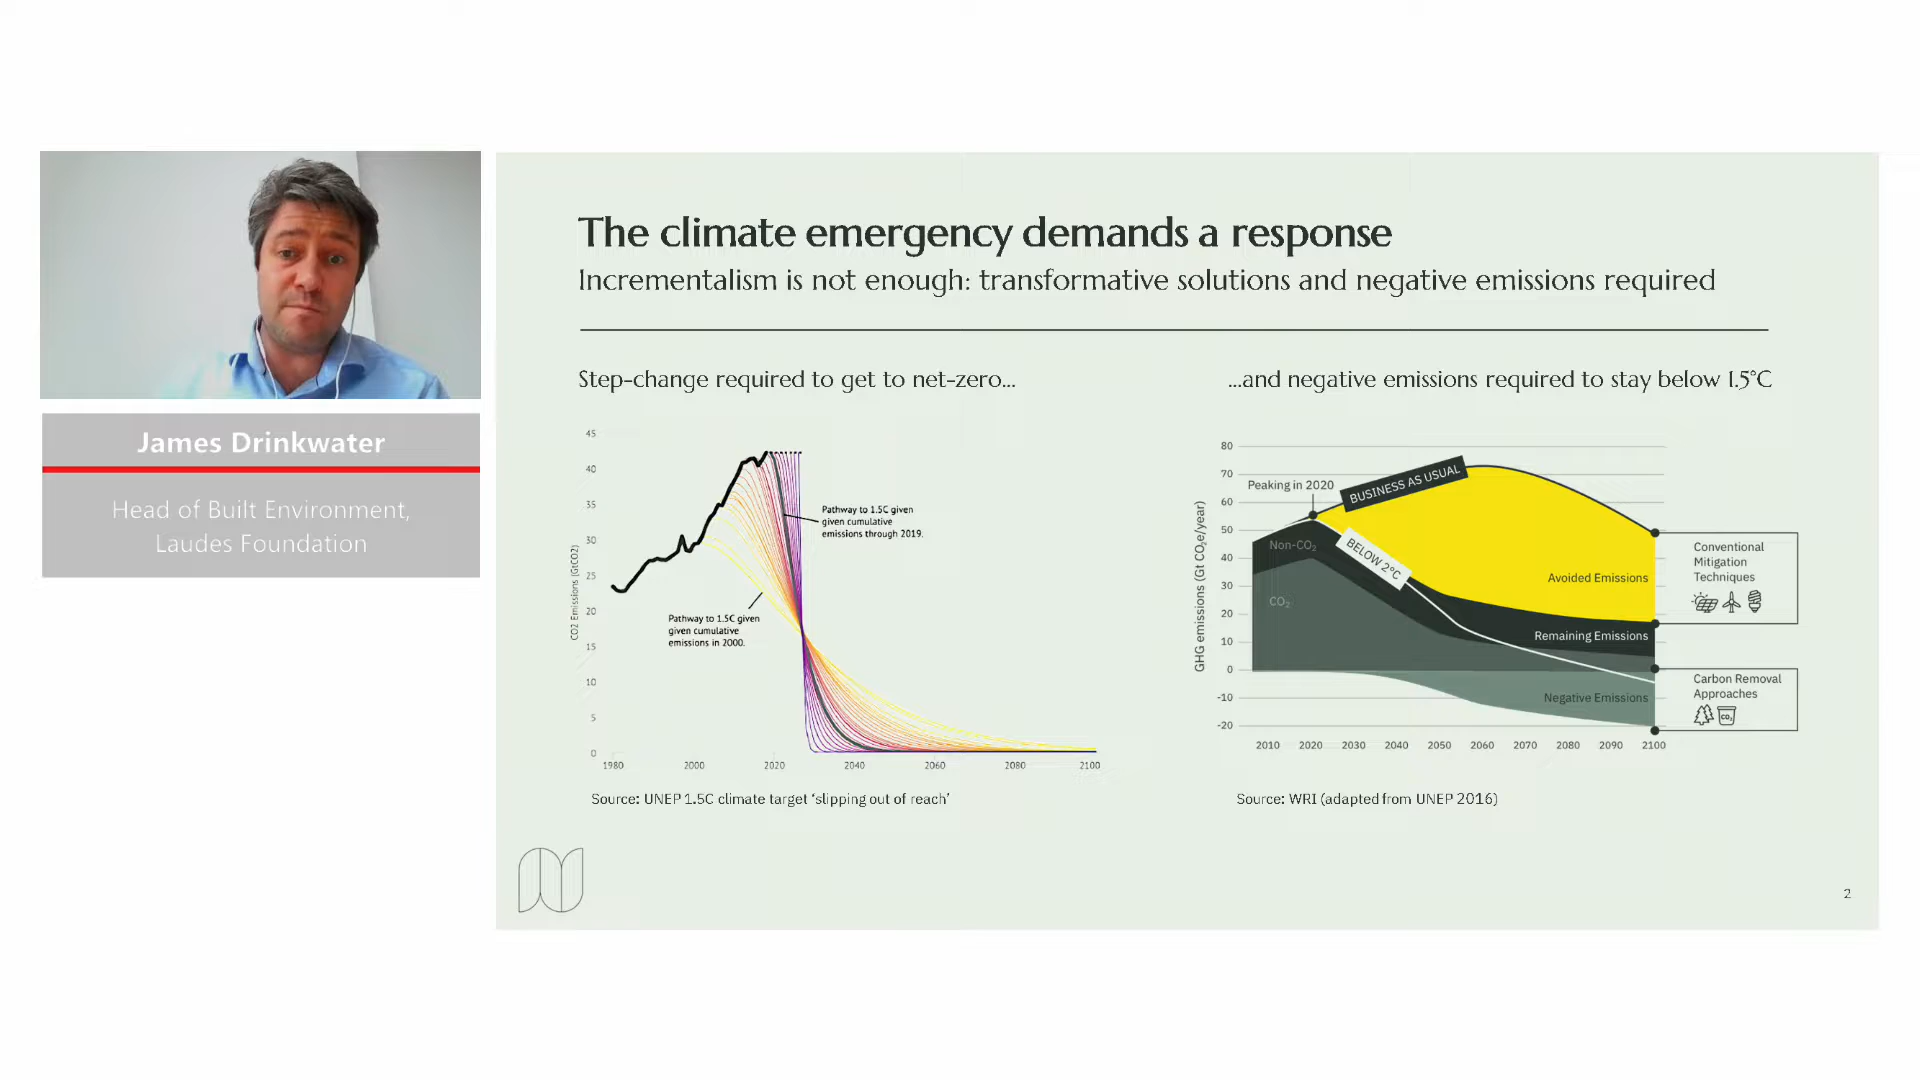 James Drinkwater
Head of Built Environment,
Laudes Foundation
The climate emergency demands a response
Incrementalism is not enough: transformative solutions and negative emissions required
Step-change required to get to net-zero...
45
40
35
30
25
20
15
10
5
0
CO2 Emissions (GtCO2)
Pathway to 1.5C given
given cumulative
emissions through 2019.
Pathway to 1.5C given
given cumulative
emissions in 2000.
1980 2000 2020 2040 2060 2080 2100
Source: UNEP 1.5C climate target ‘slipping out of reach’
...and negative emissions required to stay below 1.5°C
80
70
60
50
40
30
20
10
0
-10
-20
GHG emissions (Gt CO₂e/year)
Peaking in 2020
BUSINESS AS USUAL
BELOW 2°C
Non-CO₂
CO₂
Avoided Emissions
Remaining Emissions
Negative Emissions
Conventional
Mitigation
Techniques
Carbon Removal
Approaches
CO₂
2010 2020 2030 2040 2050 2060 2070 2080 2090 2100
Source: WRI (adapted from UNEP 2016)
2